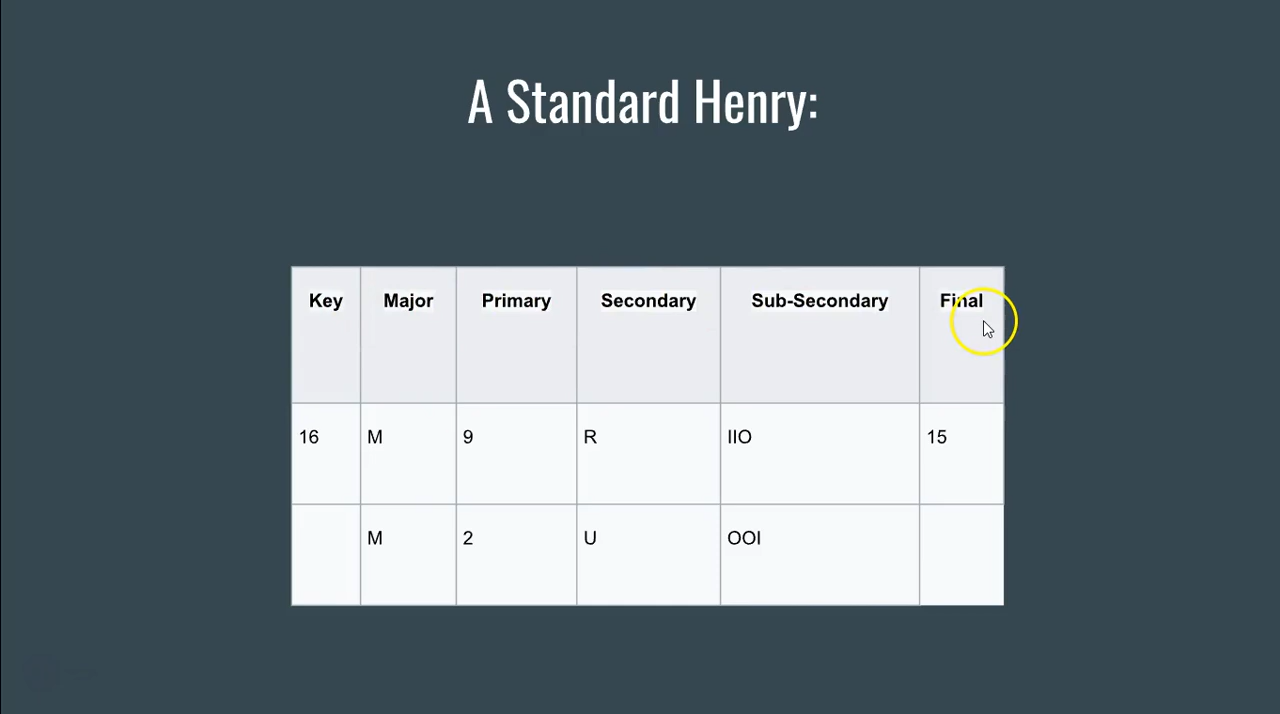 A Standard Henry:
Key Major Primary Secondary Sub-Secondary Final
16 M 9 R IIO 15
M 2 U OOI